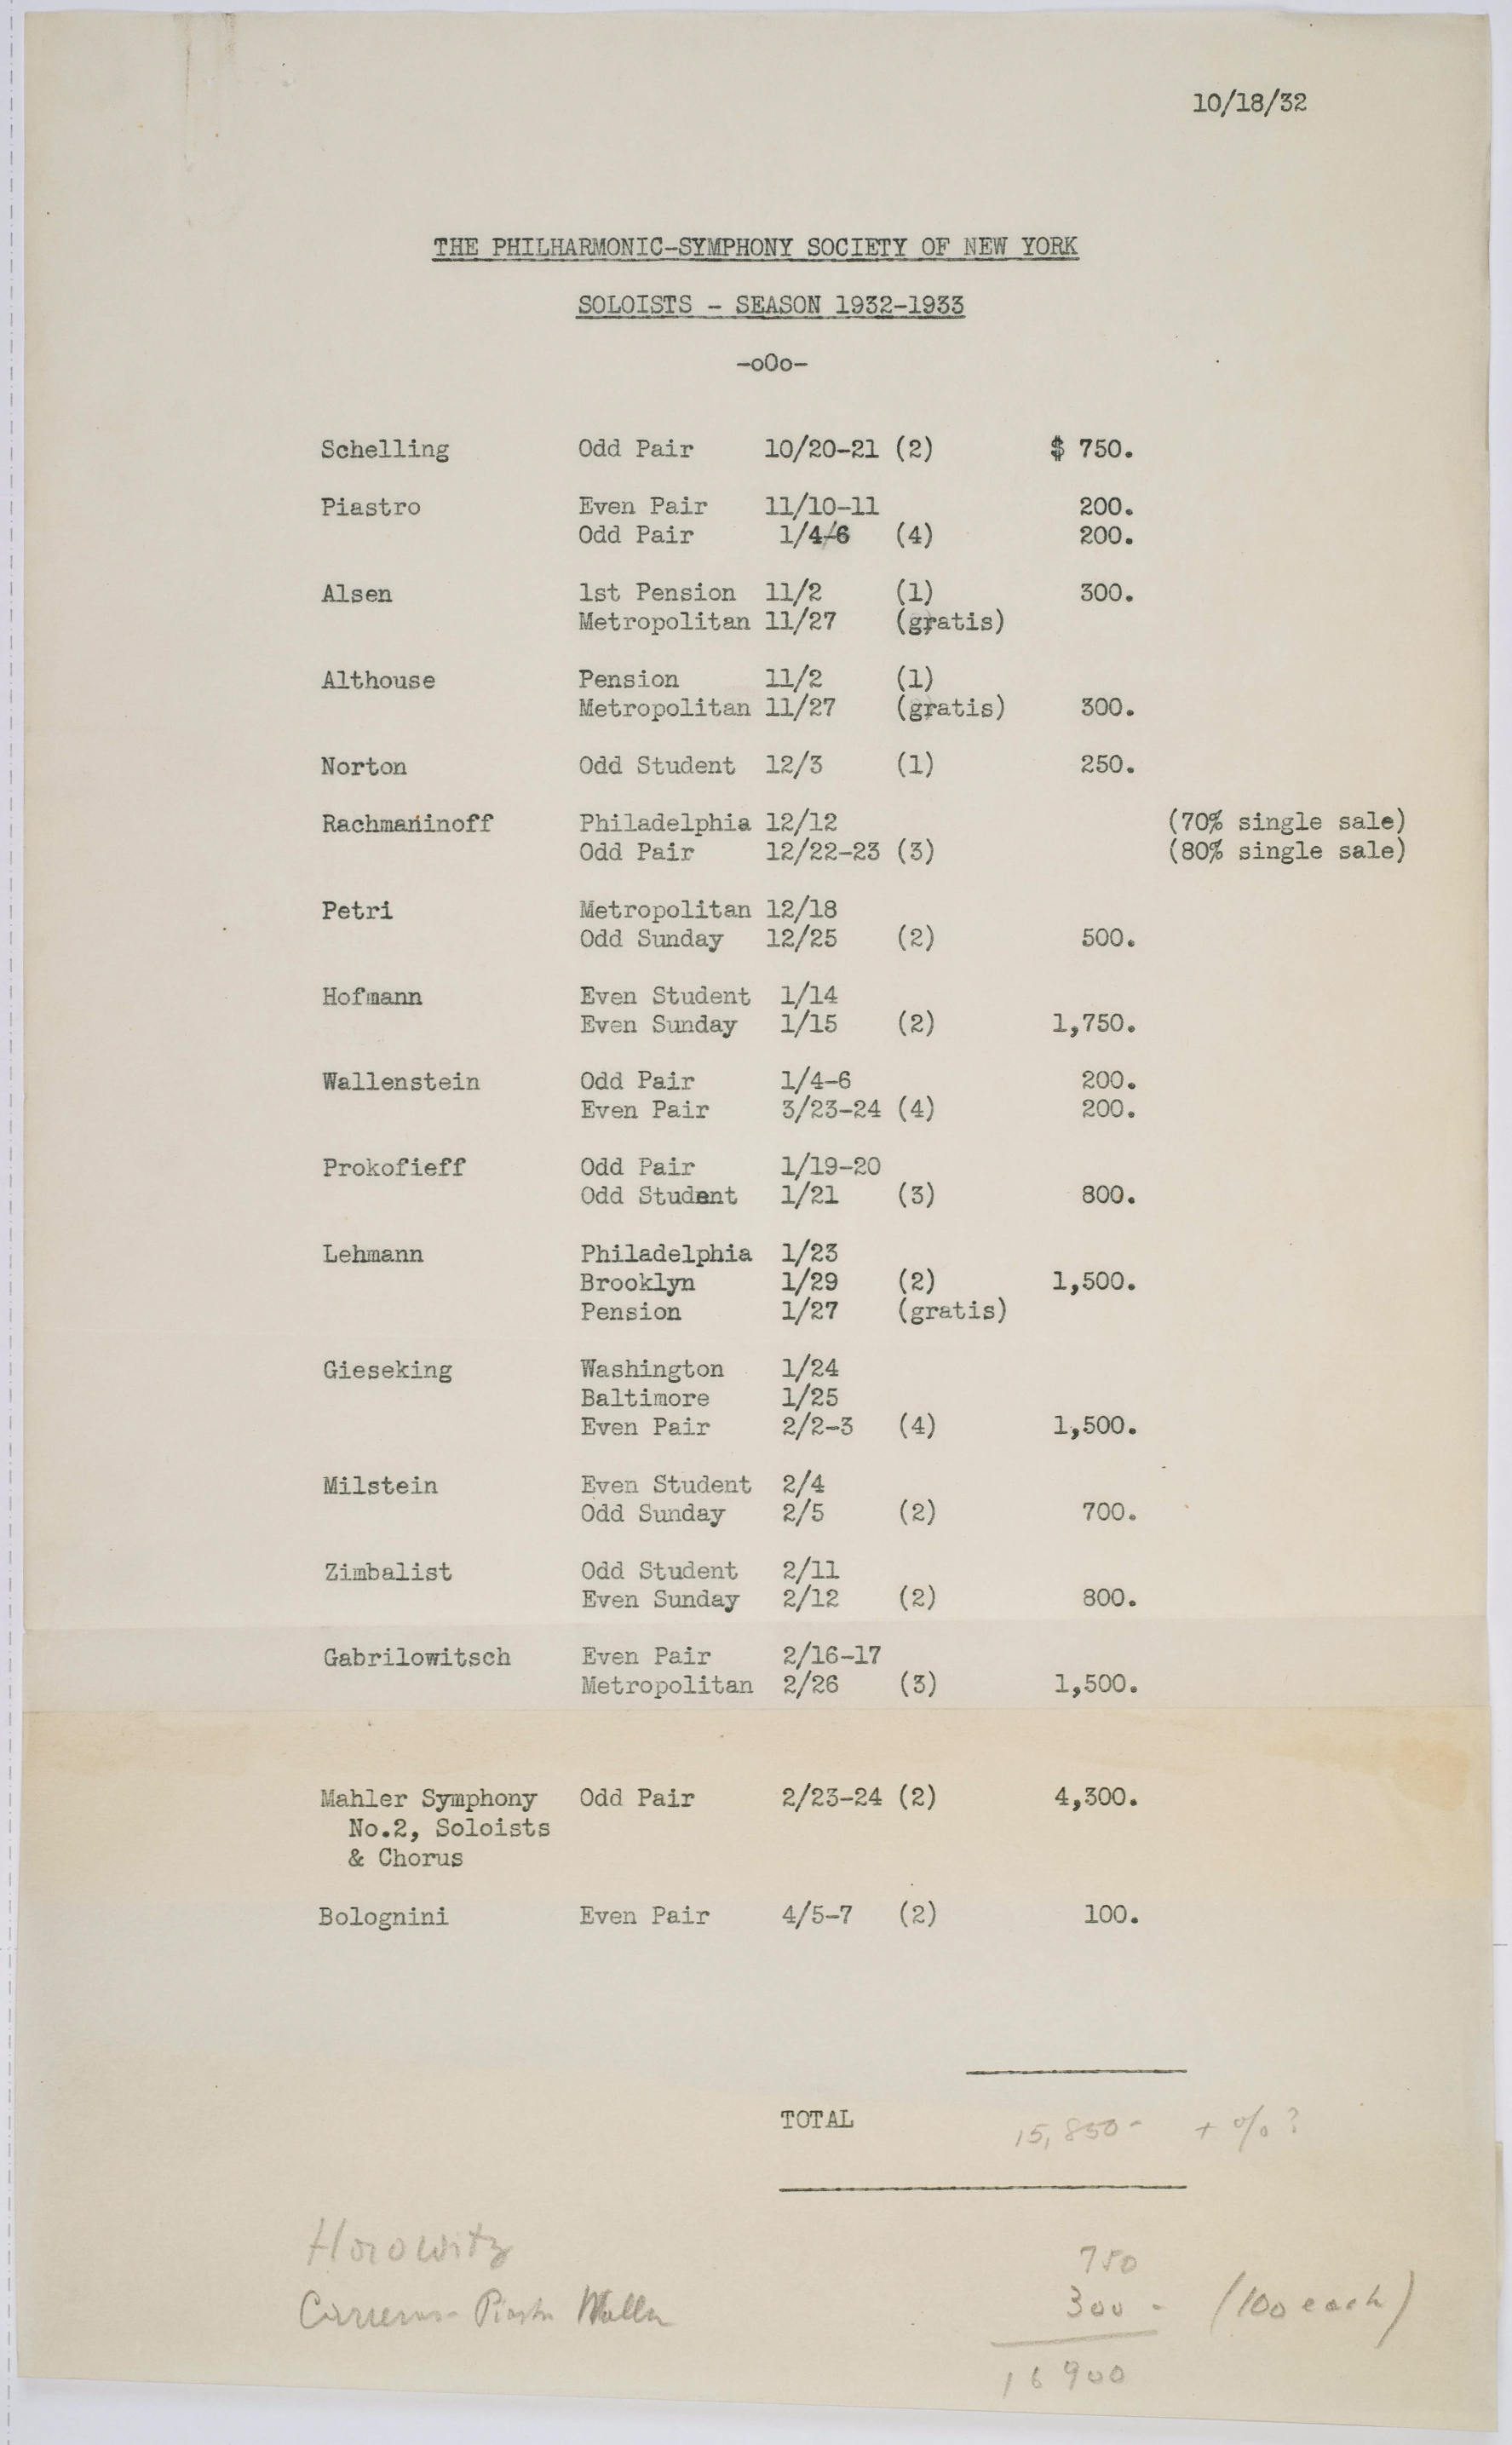 10/18/32
THE PHILHARMONIC-SYMPHONY SOCIETY OF NEW YORK
SOLOISTS - SEASON 1932-1933
-oOo-
Schelling Odd Pair 10/20-21 (2) $ 750.
Piastro Even Pair 11/10-11 200.
Odd Pair 1/4-6 (4) 200.
Alsen 1st Pension 11/2 (1) 300.
Metropolitan 11/27 (gratis)
Althouse Pension 11/2 (1)
Metropolitan 11/27 (gratis) 300.
Norton Odd Student 12/3 (1) 250.
Rachmaninoff Philadelphia 12/12 (70% single sale)
Odd Pair 12/22-23 (3) (80% single sale)
Petri Metropolitan 12/18
Odd Sunday 12/25 (2) 500.
Hofmann Even Student 1/14
Even Sunday 1/15 (2) 1,750.
Wallenstein Odd Pair 1/4-6 200.
Even Pair 3/23-24 (4) 200.
Prokofieff Odd Pair 1/19-20
Odd Student 1/21 (3) 800.
Lehmann Philadelphia 1/23
Brooklyn 1/29 (2) 1,500.
Pension 1/27 (gratis)
Gieseking Washington 1/24
Baltimore 1/25
Even Pair 2/2-3 (4) 1,500.
Milstein Even Student 2/4
Odd Sunday 2/5 (2) 700.
Zimbalist Odd Student 2/11
Even Sunday 2/12 (2) 800.
Gabrilowitsch Even Pair 2/16-17
Metropolitan 2/26 (3) 1,500.
Mahler Symphony Odd Pair 2/23-24 (2) 4,300.
No.2, Soloists
& Chorus
Bolognini Even Pair 4/5-7 (2) 100.
TOTAL 15,850- + %?
Horowitz 750
300 - (100 each)
16900